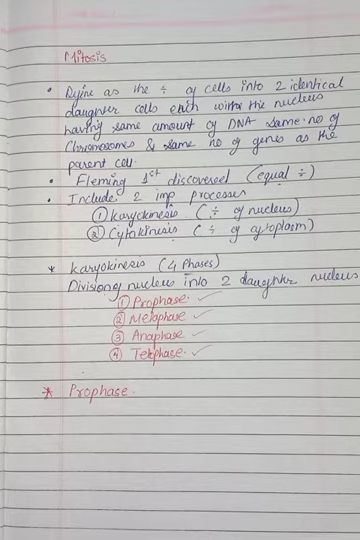 Mitosis
• Define as the ÷ of cells into 2 identical
daughter cells each with the nucleus
having same amount of DNA same no of
Chromosomes & same no of genes as the
parent cell.
• Fleming 1st discovered (equal ÷)
• Include 2 imp processes
① Karyokinesis (÷ of nucleus)
② Cytokinesis (÷ of cytoplasm)
* Karyokinesis (4 Phases)
Division of nucleus into 2 daughter nucleus
① Prophase. ✓
② Metaphase ✓
③ Anaphase ✓
④ Telephase. ✓
* Prophase.